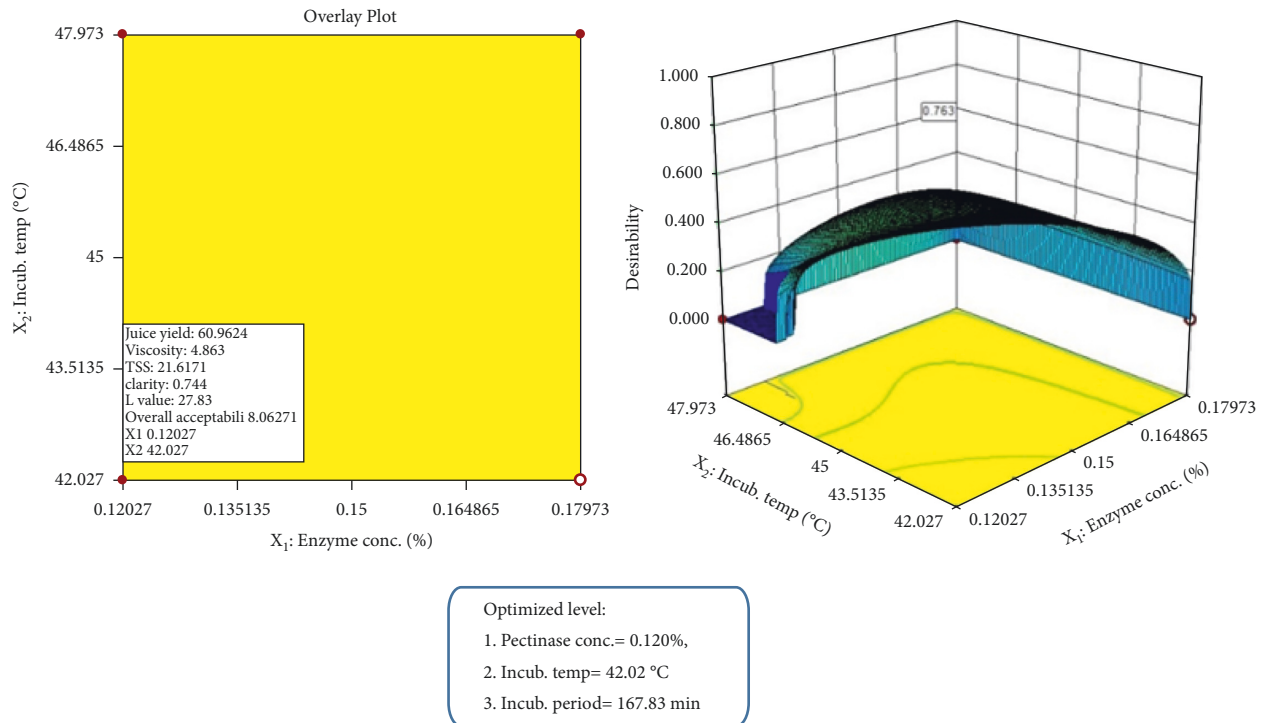 Overlay Plot
47.973
46.4865
45
43.5135
42.027
X2: Incub. temp (°C)
Juice yield: 60.9624
Viscosity: 4.863
TSS: 21.6171
clarity: 0.744
L value: 27.83
Overall acceptabili 8.06271
X1 0.12027
X2 42.027
0.12027
0.135135
0.15
0.164865
0.17973
X1: Enzyme conc. (%)
1.000
0.800
0.600
0.400
0.200
0.000
Desirability
0.763
47.973
46.4865
45
43.5135
42.027
X2: Incub. temp (°C)
0.17973
0.164865
0.15
0.135135
0.12027
X1: Enzyme conc. (%)
Optimized level:
1. Pectinase conc.= 0.120%,
2. Incub. temp= 42.02 °C
3. Incub. period= 167.83 min